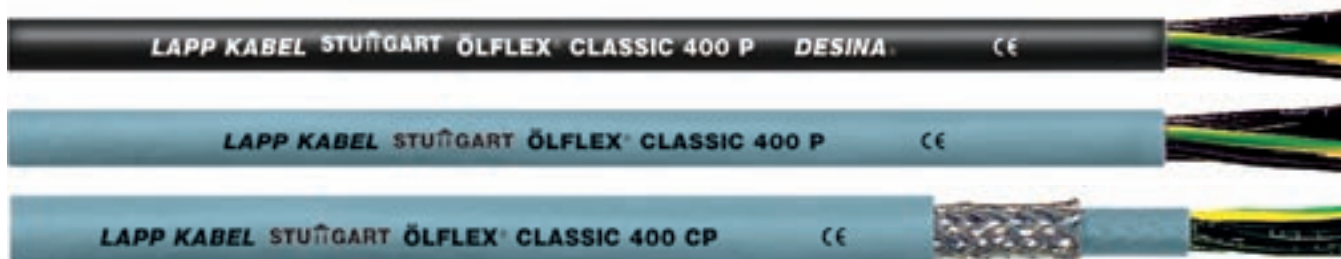 LAPP KABEL STUTTGART ÖLFLEX® CLASSIC 400 P DESINA® CE
LAPP KABEL STUTTGART ÖLFLEX® CLASSIC 400 P CE
LAPP KABEL STUTTGART ÖLFLEX® CLASSIC 400 CP CE